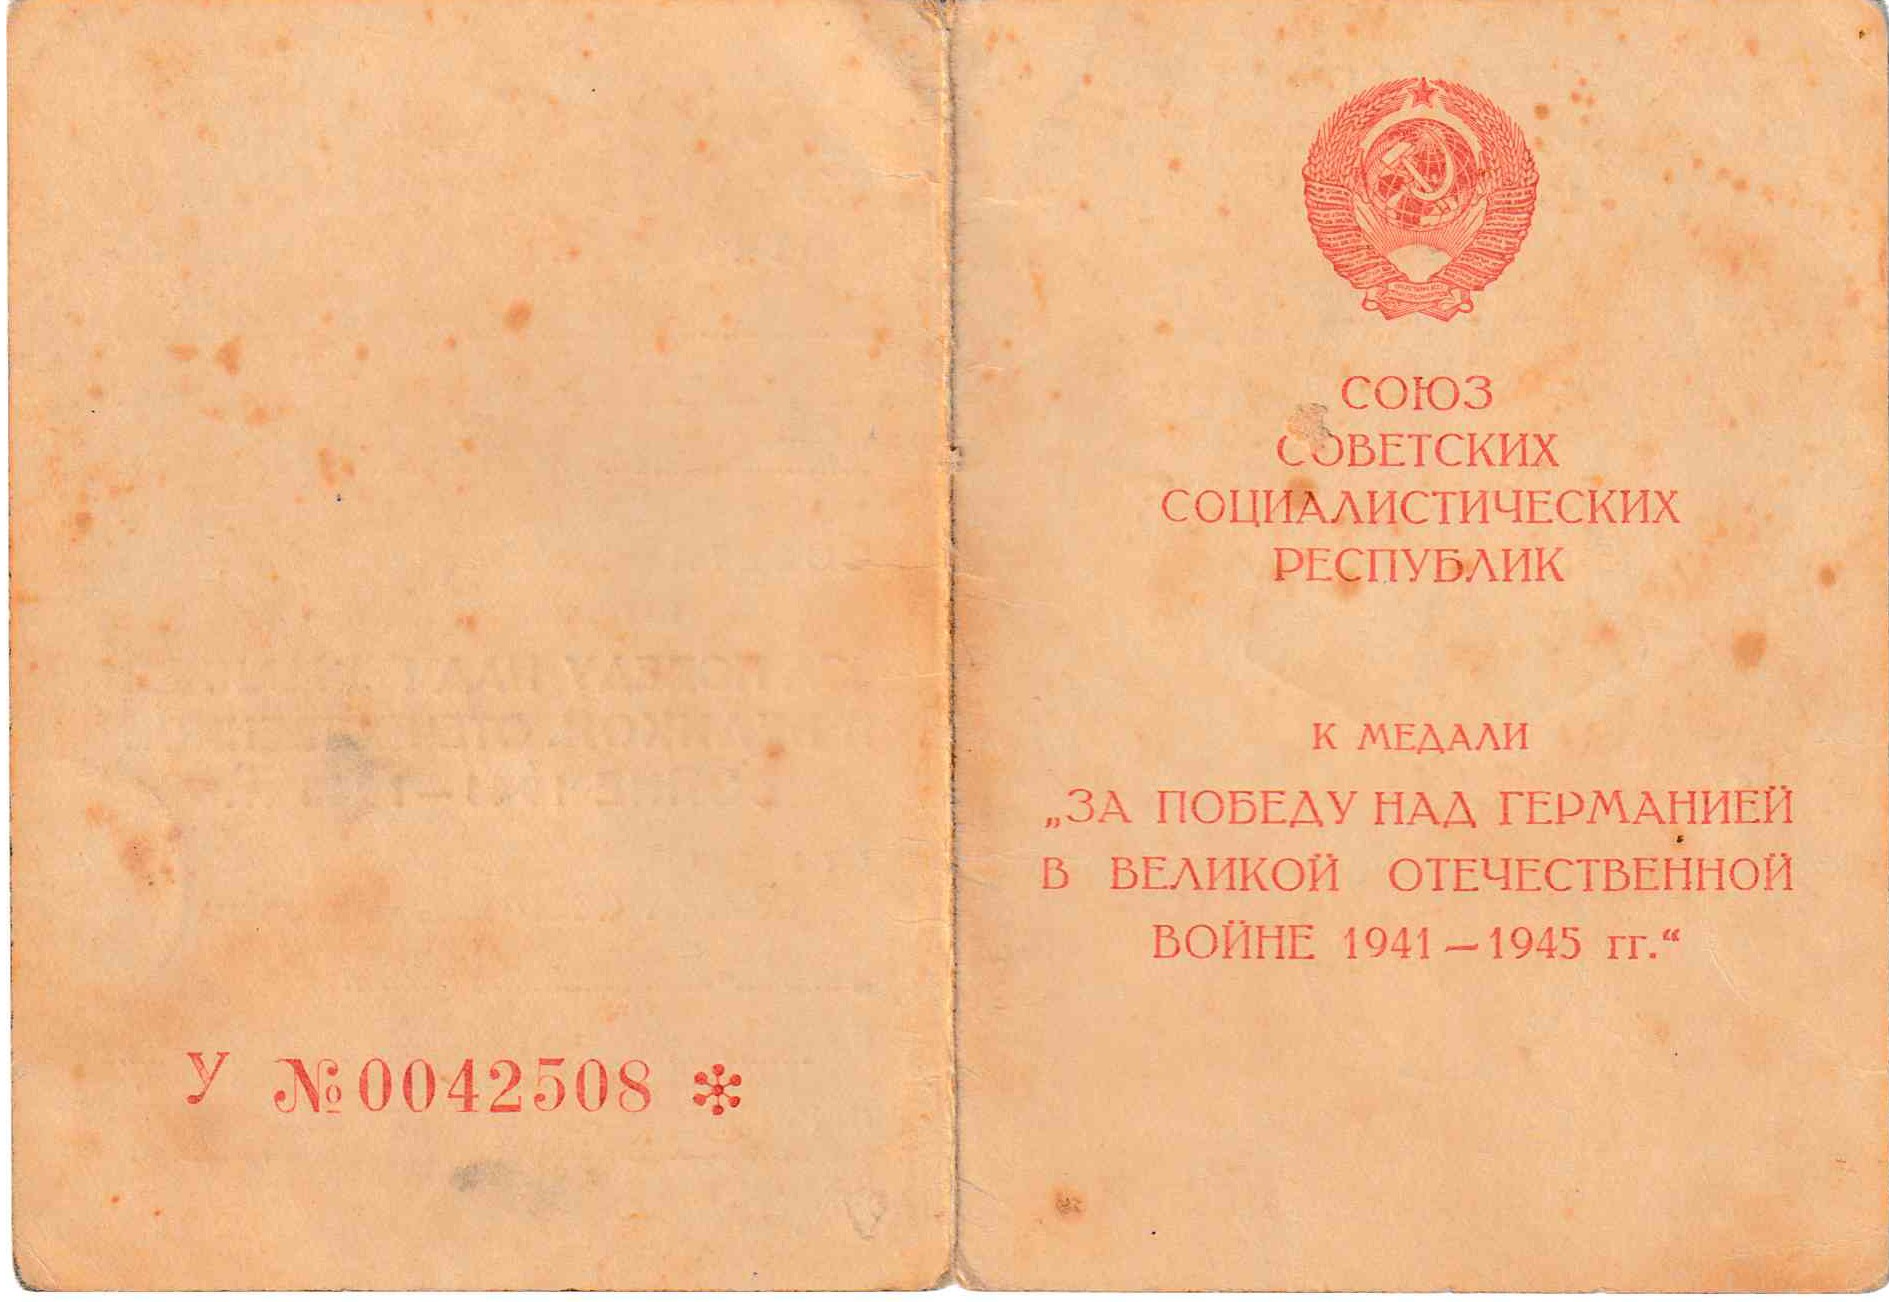 У №0042508 *
СОЮЗ
СОВЕТСКИХ
СОЦИАЛИСТИЧЕСКИХ
РЕСПУБЛИК
К МЕДАЛИ
„ЗА ПОБЕДУ НАД ГЕРМАНИЕЙ
В ВЕЛИКОЙ ОТЕЧЕСТВЕННОЙ
ВОЙНЕ 1941—1945 гг.“